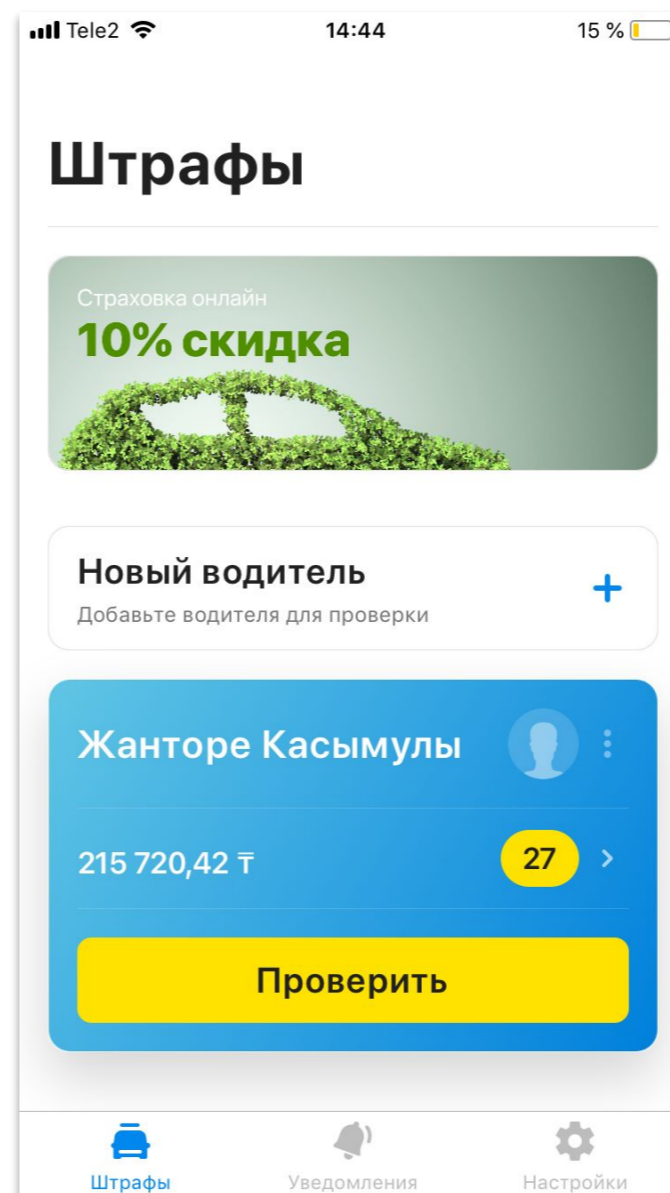 Tele2 14:44 15 %
Штрафы
Страховка онлайн
10% скидка
Новый водитель
Добавьте водителя для проверки
Жанторе Касымулы
215 720,42 ₸ 27
Проверить
Штрафы Уведомления Настройки